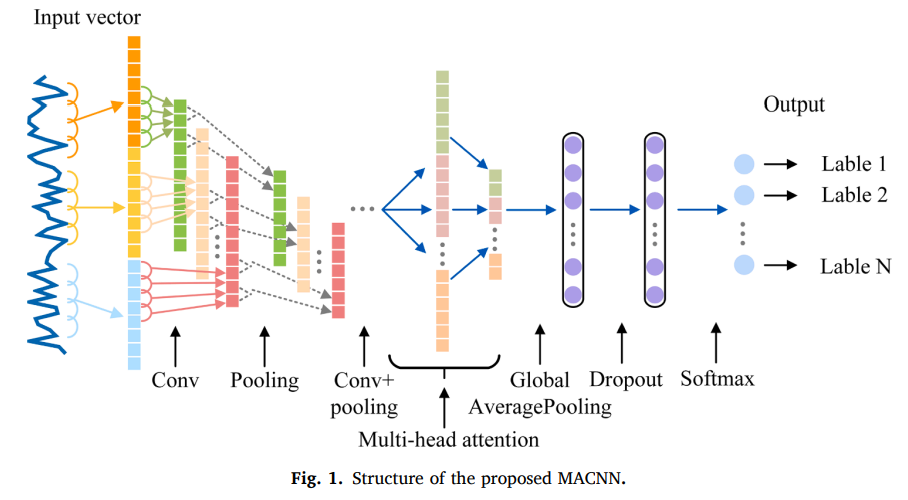 Input vector
Output
Lable 1
Lable 2
Lable N
Conv
Pooling
Conv+
pooling
Multi-head attention
Global
AveragePooling
Dropout
Softmax
Fig. 1. Structure of the proposed MACNN.